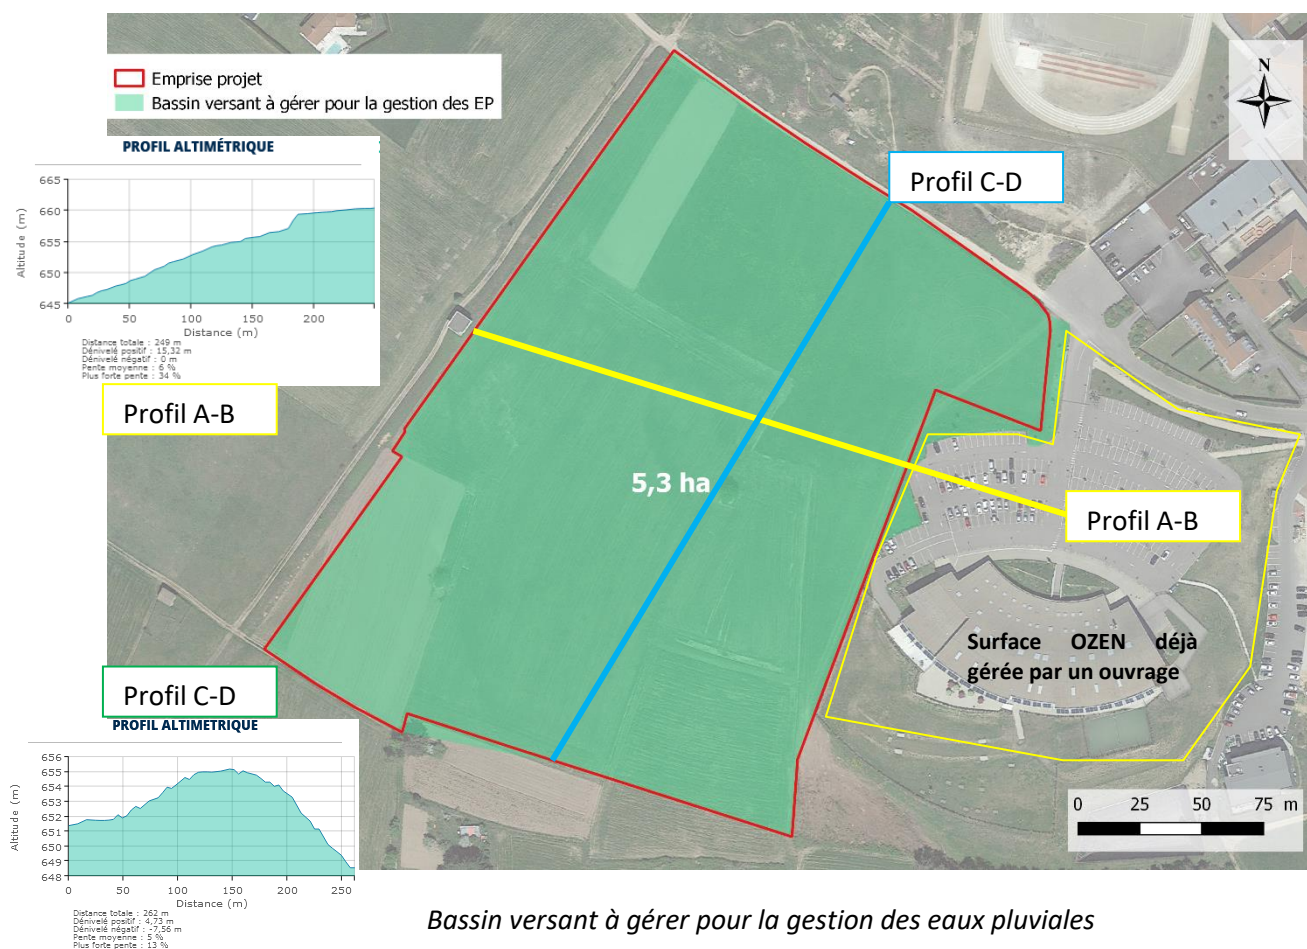 Emprise projet
Bassin versant à gérer pour la gestion des EP
N
PROFIL ALTIMÉTRIQUE
Altitude (m)
665
660
655
650
645
0 50 100 150 200
Distance (m)
Distance totale : 249 m
Dénivelé positif : 15,32 m
Dénivelé négatif : 0 m
Pente moyenne : 6 %
Plus forte pente : 34 %
Profil A-B
Profil C-D
5,3 ha
Profil A-B
Surface OZEN déjà
gérée par un ouvrage
Profil C-D
PROFIL ALTIMÉTRIQUE
Altitude (m)
656
655
654
653
652
651
650
649
648
0 50 100 150 200 250
Distance (m)
Distance totale : 262 m
Dénivelé positif : 4,73 m
Dénivelé négatif : -7,56 m
Pente moyenne : 5 %
Plus forte pente : 13 %
0 25 50 75 m
Bassin versant à gérer pour la gestion des eaux pluviales